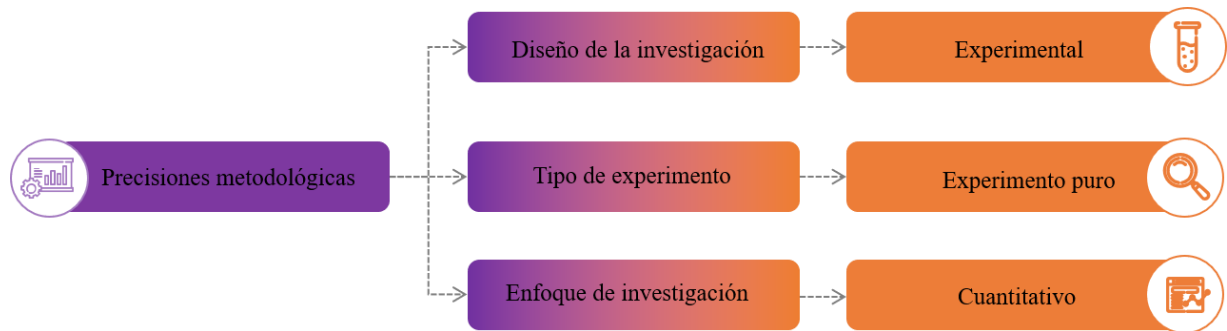 Diseño de la investigación
Experimental
Precisiones metodológicas
Tipo de experimento
Experimento puro
Enfoque de investigación
Cuantitativo